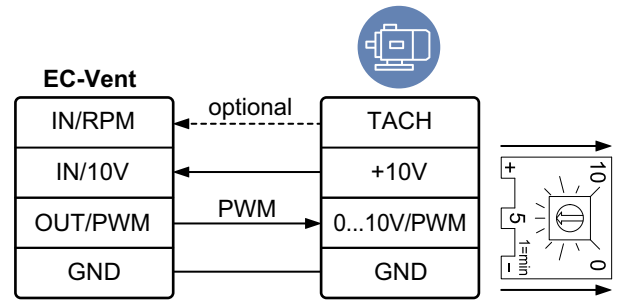 EC-Vent
IN/RPM
optional
TACH
IN/10V
+10V
OUT/PWM
PWM
0...10V/PWM
GND
GND
+
10
5
1=min
-
0